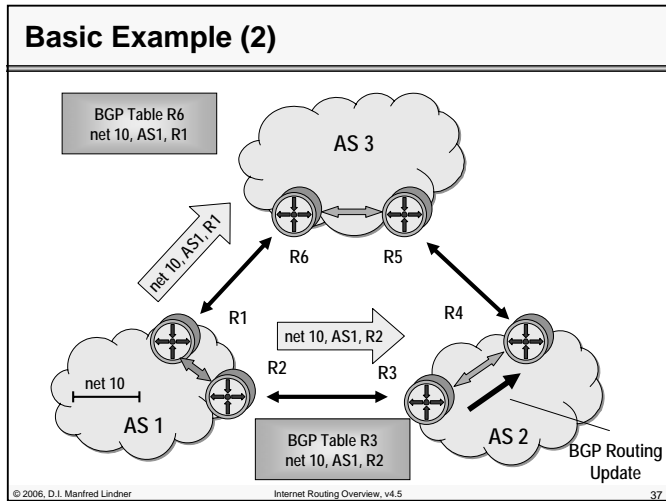 Basic Example (2)
BGP Table R6
net 10, AS1, R1
AS 3
net 10, AS1, R1
R6
R5
R1
R4
net 10, AS1, R2
R2
R3
net 10
AS 1
BGP Table R3
net 10, AS1, R2
AS 2
BGP Routing
Update
© 2006, D.I. Manfred Lindner
Internet Routing Overview, v4.5
37